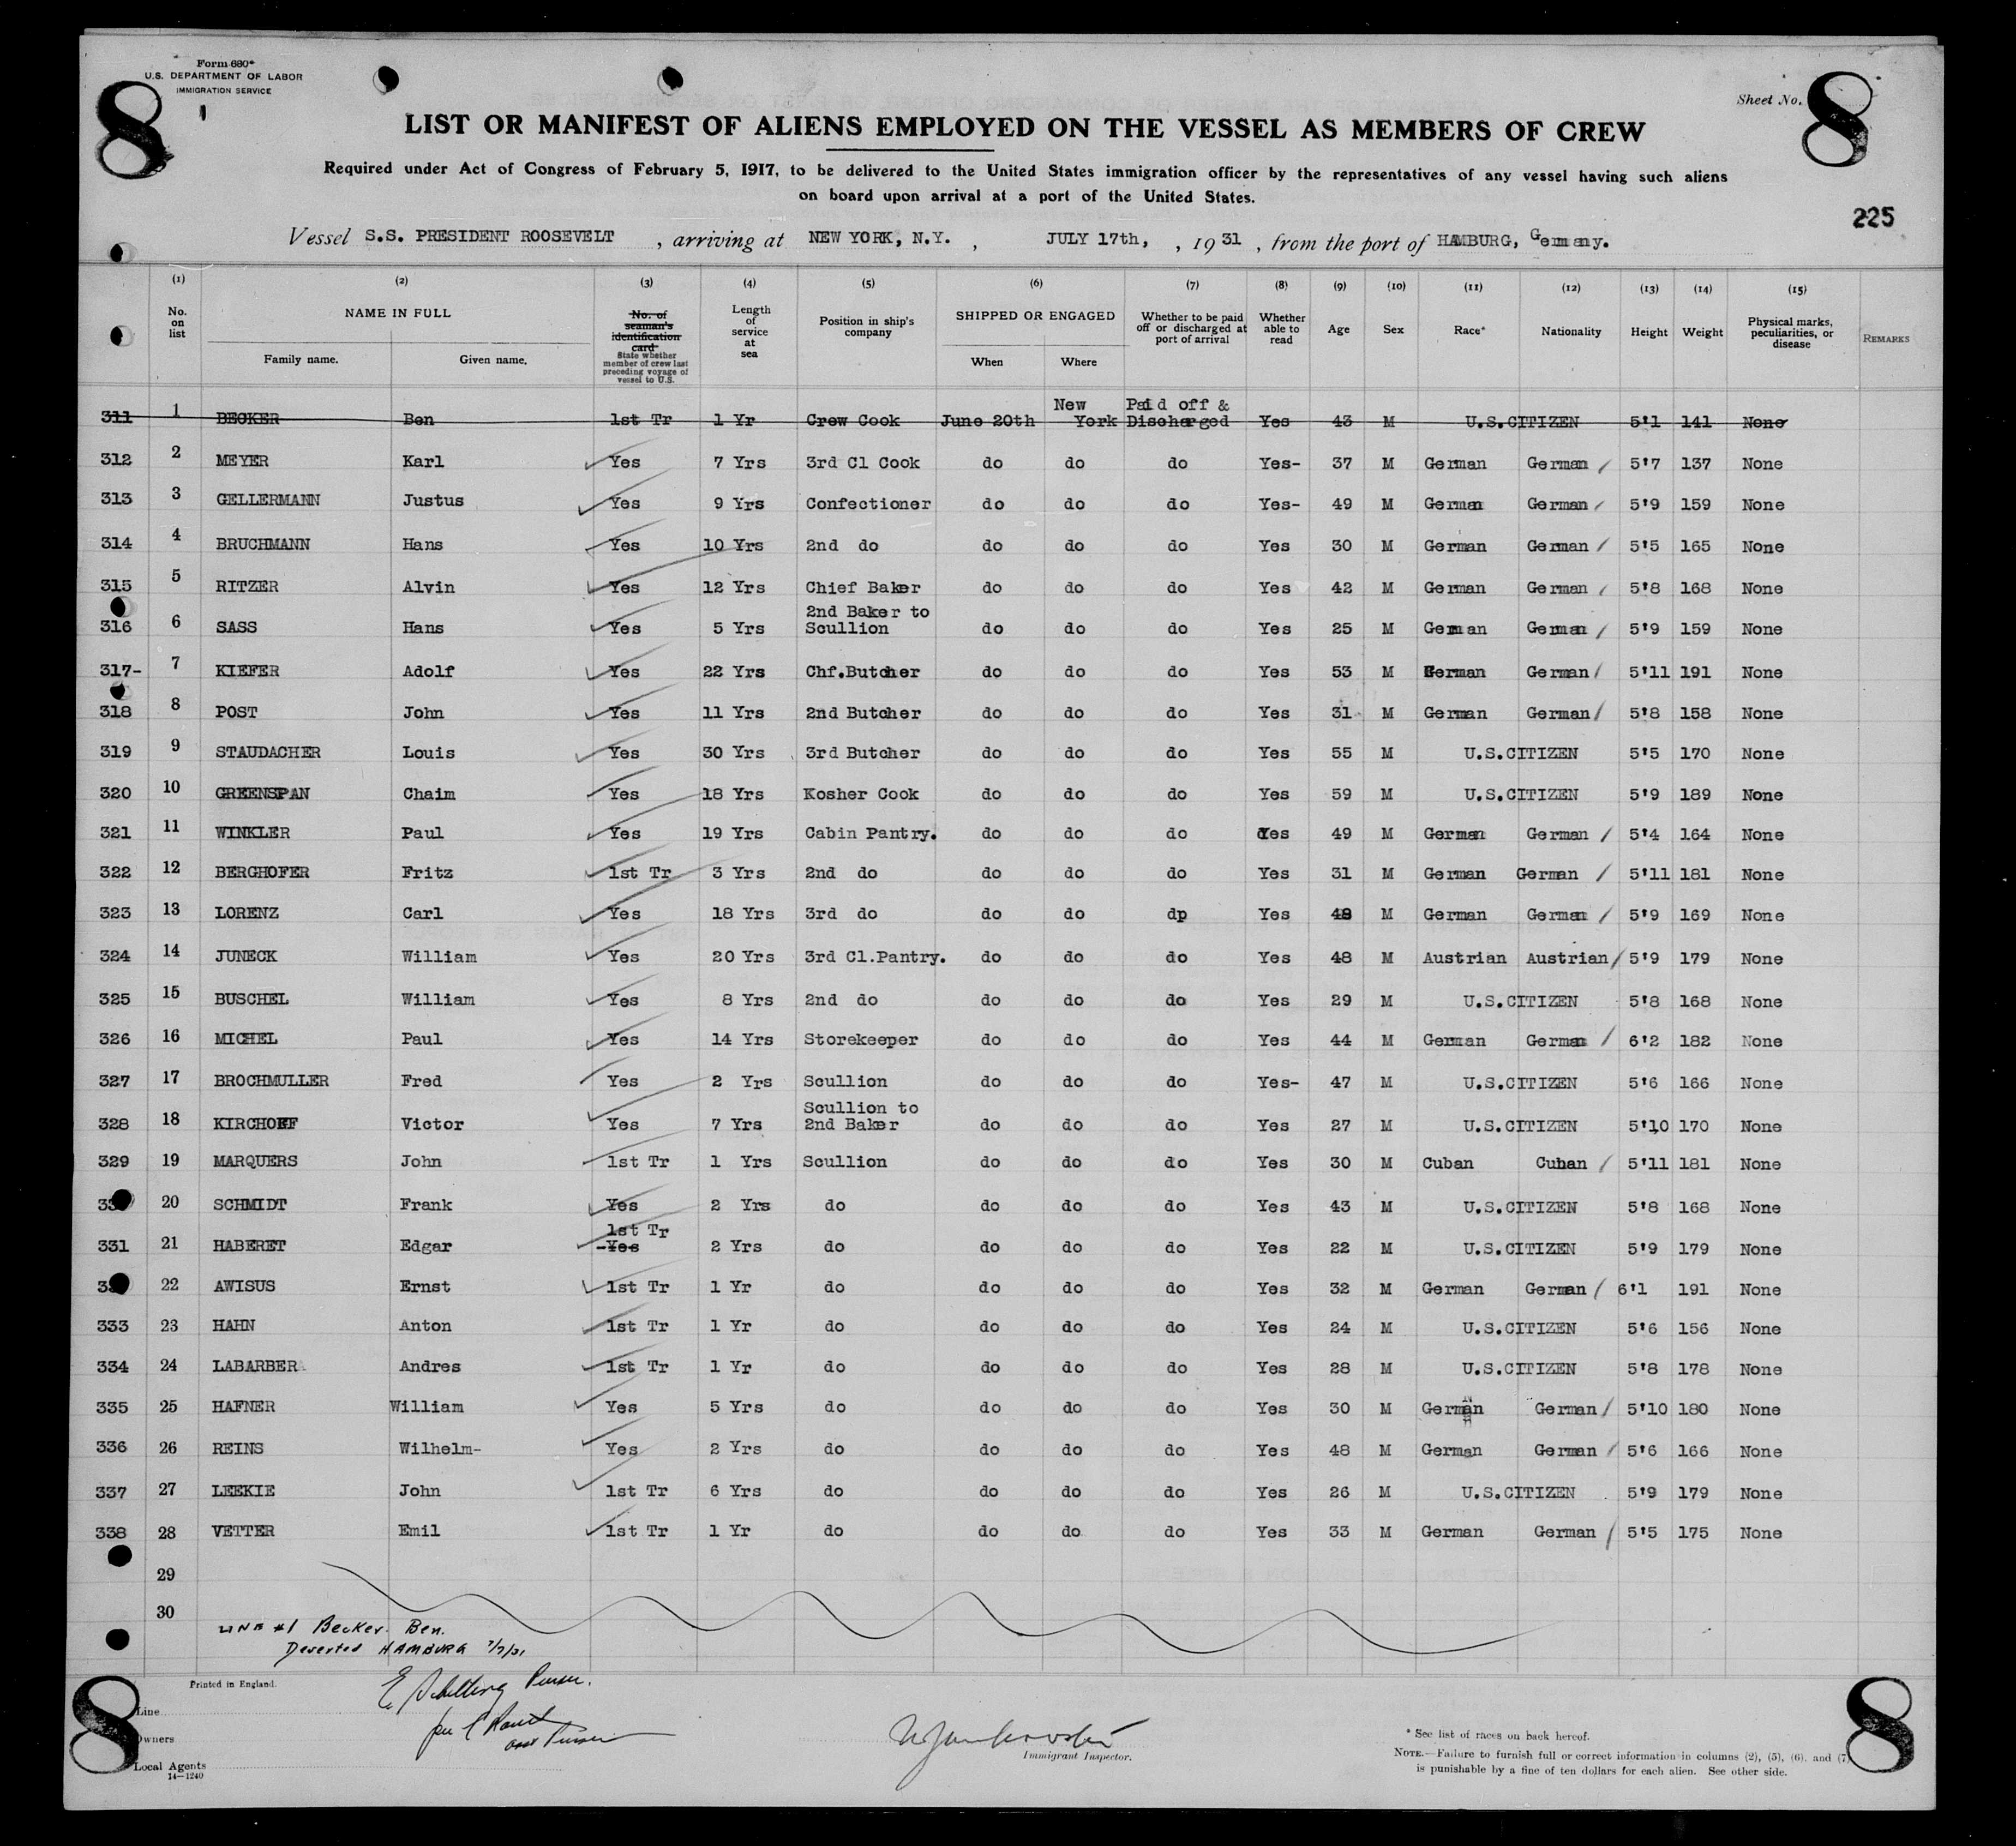 Form 680
U.S. DEPARTMENT OF LABOR
IMMIGRATION SERVICE
8
8
Sheet No.
LIST OR MANIFEST OF ALIENS EMPLOYED ON THE VESSEL AS MEMBERS OF CREW
Required under Act of Congress of February 5, 1917, to be delivered to the United States immigration officer by the representatives of any vessel having such aliens
on board upon arrival at a port of the United States.
225
Vessel S.S. PRESIDENT ROOSEVELT , arriving at NEW YORK, N.Y. , JULY 17th, , 19 31 , from the port of HAMBURG, Germany.
(1) (2) (3) (4) (5) (6) (7) (8) (9) (10) (11) (12) (13) (14) (15)
No. on list NAME IN FULL Family name. Given name. No. of seaman's identification card State whether member of crew last preceding voyage of vessel to U.S. Length of service at sea Position in ship's company SHIPPED OR ENGAGED When Where Whether to be paid off or discharged at port of arrival Whether able to read Age Sex Race* Nationality Height Weight Physical marks, peculiarities, or disease REMARKS
311 1 BECKER Ben 1st Tr 1 Yr Crew Cook June 20th New York Paid off & Discharged Yes 43 M U.S.CITIZEN 5'1 141 None
312 2 MEYER Karl Yes 7 Yrs 3rd Cl Cook do do do Yes- 37 M German German 5'7 137 None
313 3 GELLERMANN Justus Yes 9 Yrs Confectioner do do do Yes- 49 M German German 5'9 159 None
314 4 BRUCHMANN Hans Yes 10 Yrs 2nd do do do do Yes 30 M German German 5'5 165 None
315 5 RITZER Alvin Yes 12 Yrs Chief Baker do do do Yes 42 M German German 5'8 168 None
316 6 SASS Hans Yes 5 Yrs 2nd Baker to Scullion do do do Yes 25 M German German 5'9 159 None
317- 7 KIEFER Adolf Yes 22 Yrs Chf.Butcher do do do Yes 53 M German German 5'11 191 None
318 8 POST John Yes 11 Yrs 2nd Butcher do do do Yes 31 M German German 5'8 158 None
319 9 STAUDACHER Louis Yes 30 Yrs 3rd Butcher do do do Yes 55 M U.S.CITIZEN 5'5 170 None
320 10 GREENSPAN Chaim Yes 18 Yrs Kosher Cook do do do Yes 59 M U.S.CITIZEN 5'9 189 None
321 11 WINKLER Paul Yes 19 Yrs Cabin Pantry. do do do Yes 49 M German German 5'4 164 None
322 12 BERGHOFER Fritz 1st Tr 3 Yrs 2nd do do do do Yes 31 M German German 5'11 181 None
323 13 LORENZ Carl Yes 18 Yrs 3rd do do do dp Yes 48 M German German 5'9 169 None
324 14 JUNECK William Yes 20 Yrs 3rd Cl.Pantry. do do do Yes 48 M Austrian Austrian 5'9 179 None
325 15 BUSCHEL William Yes 8 Yrs 2nd do do do do Yes 29 M U.S.CITIZEN 5'8 168 None
326 16 MICHEL Paul Yes 14 Yrs Storekeeper do do do Yes 44 M German German 6'2 182 None
327 17 BROCHMULLER Fred Yes 2 Yrs Scullion do do do Yes- 47 M U.S.CITIZEN 5'6 166 None
328 18 KIRCHOFF Victor Yes 7 Yrs Scullion to 2nd Baker do do do Yes 27 M U.S.CITIZEN 5'10 170 None
329 19 MARQUERS John 1st Tr 1 Yrs Scullion do do do Yes 30 M Cuban Cuban 5'11 181 None
33 20 SCHMIDT Frank Yes 2 Yrs do do do do Yes 43 M U.S.CITIZEN 5'8 168 None
331 21 HABERET Edgar 1st Tr -Yes 2 Yrs do do do do Yes 22 M U.S.CITIZEN 5'9 179 None
3 22 AWISUS Ernst 1st Tr 1 Yr do do do do Yes 32 M German German 6'1 191 None
333 23 HAHN Anton 1st Tr 1 Yr do do do do Yes 24 M U.S.CITIZEN 5'6 156 None
334 24 LABARBERA Andres 1st Tr 1 Yr do do do do Yes 28 M U.S.CITIZEN 5'8 178 None
335 25 HAFNER William Yes 5 Yrs do do do do Yes 30 M German German 5'10 180 None
336 26 REINS Wilhelm- Yes 2 Yrs do do do do Yes 48 M German German 5'6 166 None
337 27 LEEKIE John 1st Tr 6 Yrs do do do do Yes 26 M U.S.CITIZEN 5'9 179 None
338 28 VETTER Emil 1st Tr 1 Yr do do do do Yes 33 M German German 5'5 175 None
29
30
LINE #1 Becker Ben.
Deserted HAMBURG 7/7/31
Printed in England.
E Schilling Purser.
per
asst Purser
8
8
Line
Owners
Local Agents
14—1240
Immigrant Inspector.
* See list of races on back hereof.
NOTE.—Failure to furnish full or correct information in columns (2), (5), (6), and (7)
is punishable by a fine of ten dollars for each alien. See other side.